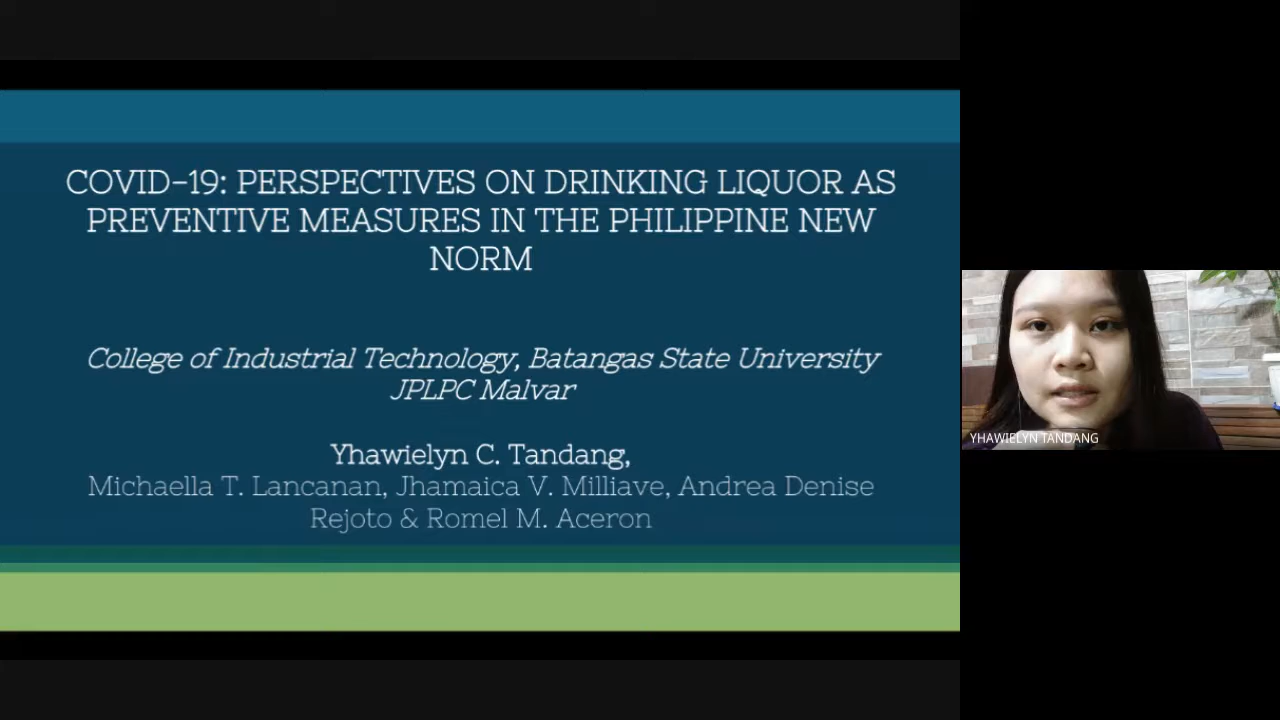 COVID-19: PERSPECTIVES ON DRINKING LIQUOR AS
PREVENTIVE MEASURES IN THE PHILIPPINE NEW
NORM
College of Industrial Technology, Batangas State University
JPLPC Malvar
Yhawielyn C. Tandang,
Michaella T. Lancanan, Jhamaica V. Milliave, Andrea Denise
Rejoto & Romel M. Aceron
YHAWIELYN TANDANG